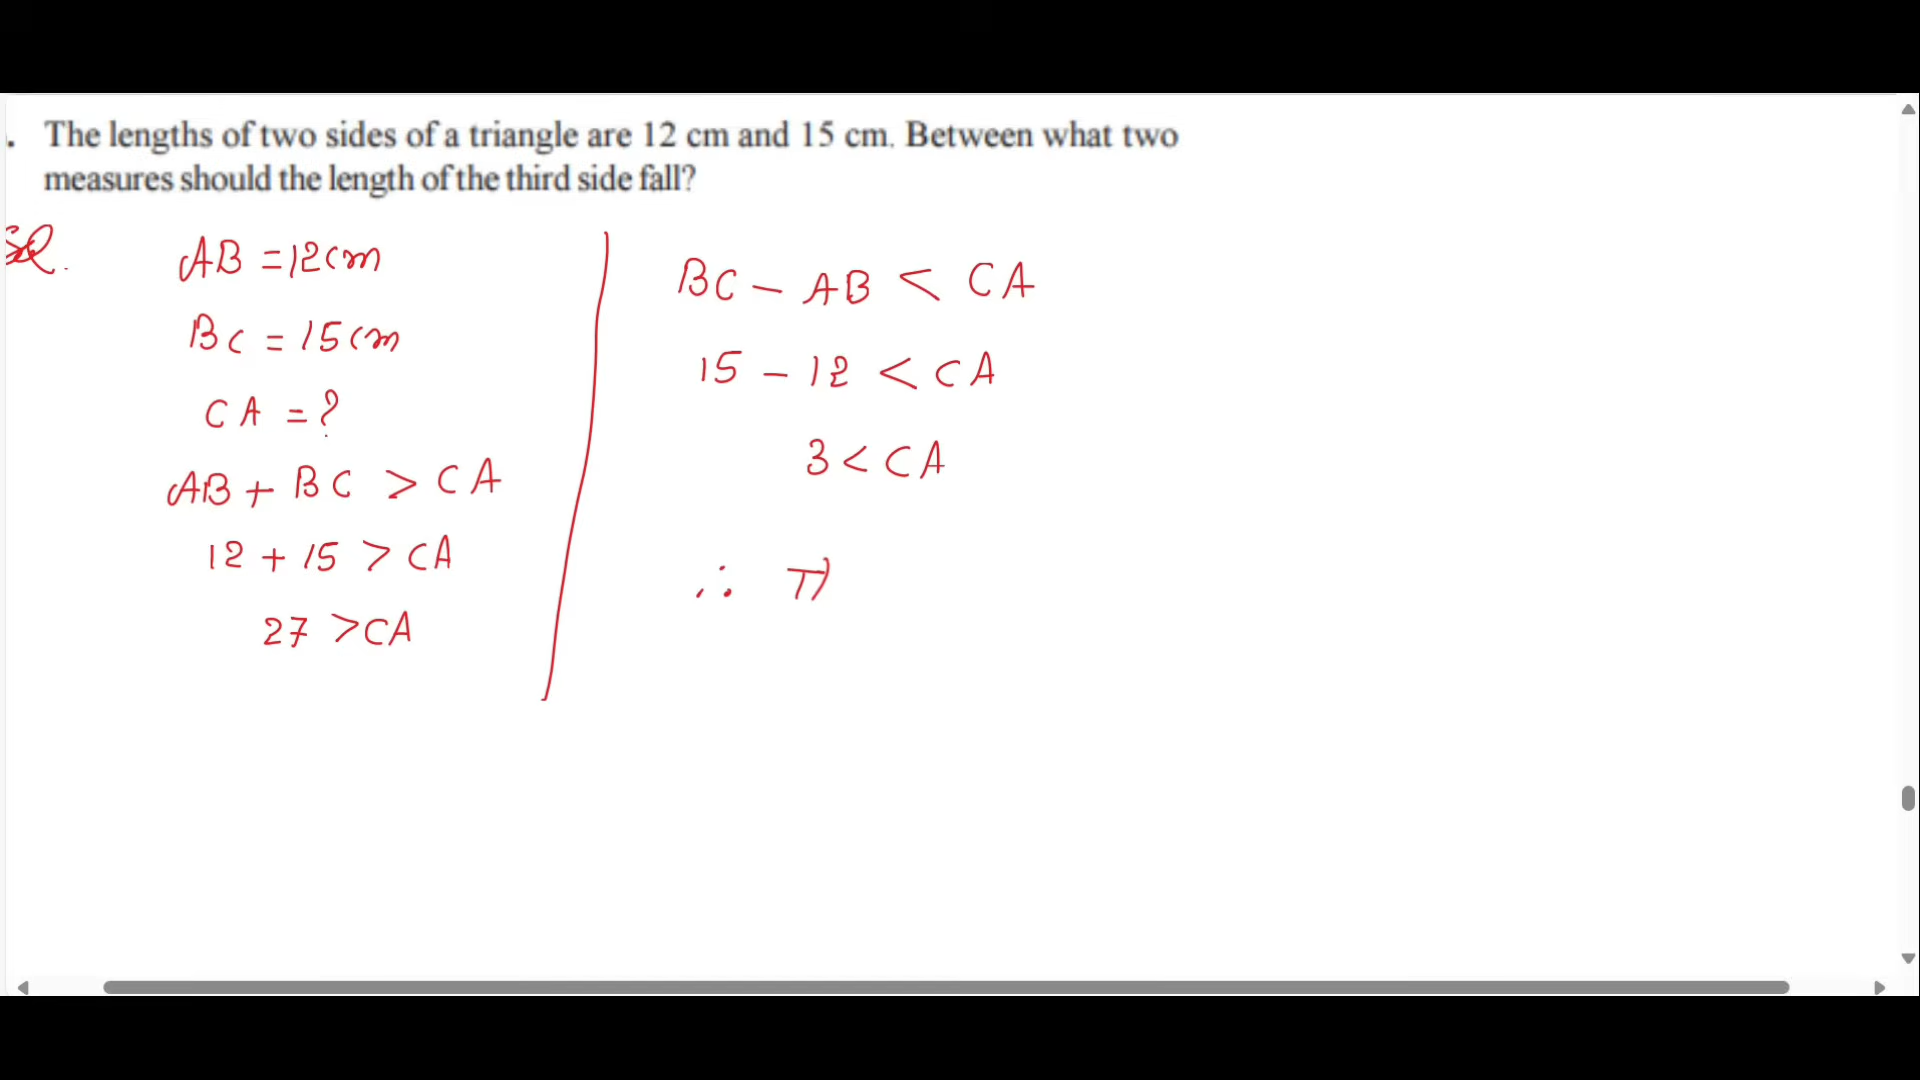 . The lengths of two sides of a triangle are 12 cm and 15 cm. Between what two
measures should the length of the third side fall?
Sol.
AB = 12cm
BC = 15cm
CA = ?
AB + BC > CA
12 + 15 > CA
27 > CA
BC - AB < CA
15 - 12 < CA
3 < CA
∴